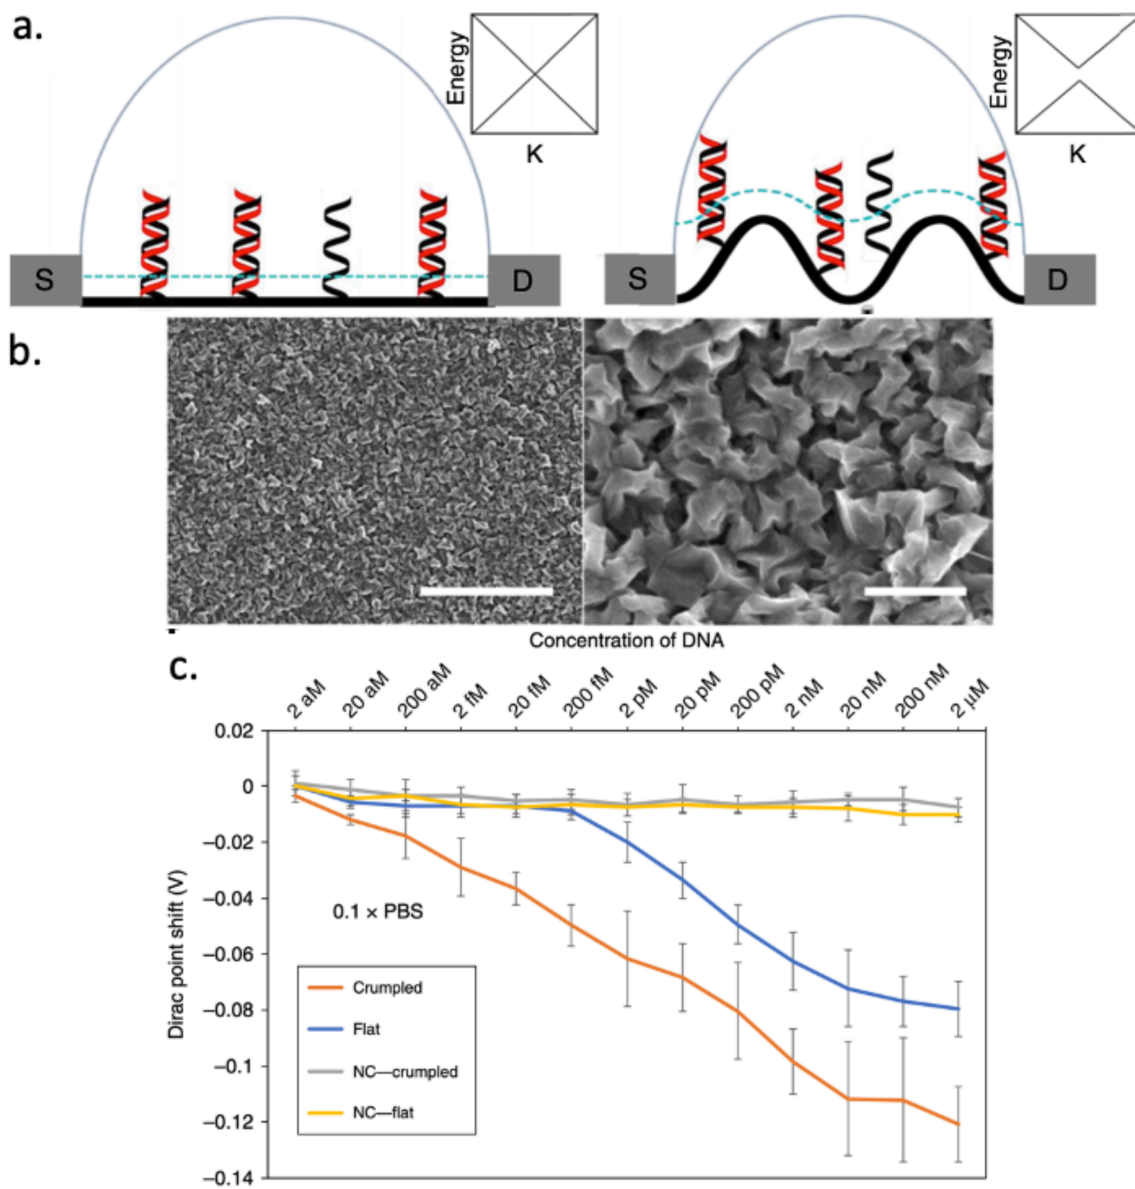 a.
Energy
K
S
D
Energy
K
S
D
b.
Concentration of DNA
c.
2 aM
20 aM
200 aM
2 fM
20 fM
200 fM
2 pM
20 pM
200 pM
2 nM
20 nM
200 nM
2 μM
0.02
0
−0.02
−0.04
−0.06
−0.08
−0.1
−0.12
−0.14
Dirac point shift (V)
0.1 × PBS
Crumpled
Flat
NC—crumpled
NC—flat